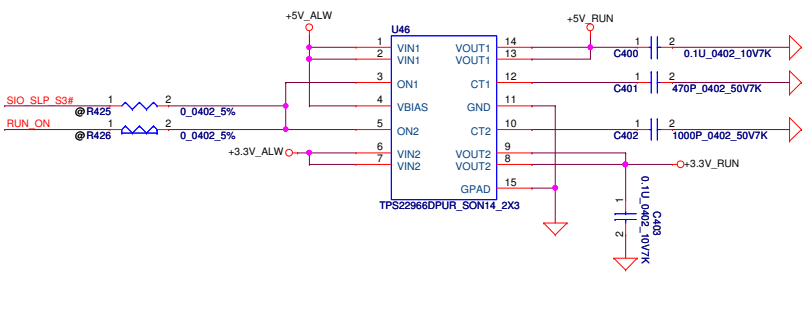 +5V_ALW
+5V_RUN
U46
1 VIN1 VOUT1 14 1 2
2 VIN1 VOUT1 13 C400 0.1U_0402_10V7K
3 ON1 CT1 12 1 2
C401 470P_0402_50V7K
SIO_SLP_S3# 1 2
@R425 0_0402_5%
4 VBIAS GND 11
RUN_ON 1 2
@R426 0_0402_5%
5 ON2 CT2 10 1 2
C402 1000P_0402_50V7K
+3.3V_ALW
6 VIN2 VOUT2 9
7 VIN2 VOUT2 8
+3.3V_RUN
GPAD 15
TPS22966DPUR_SON14_2X3
1
2
0.1U_0402_10V7K
C403